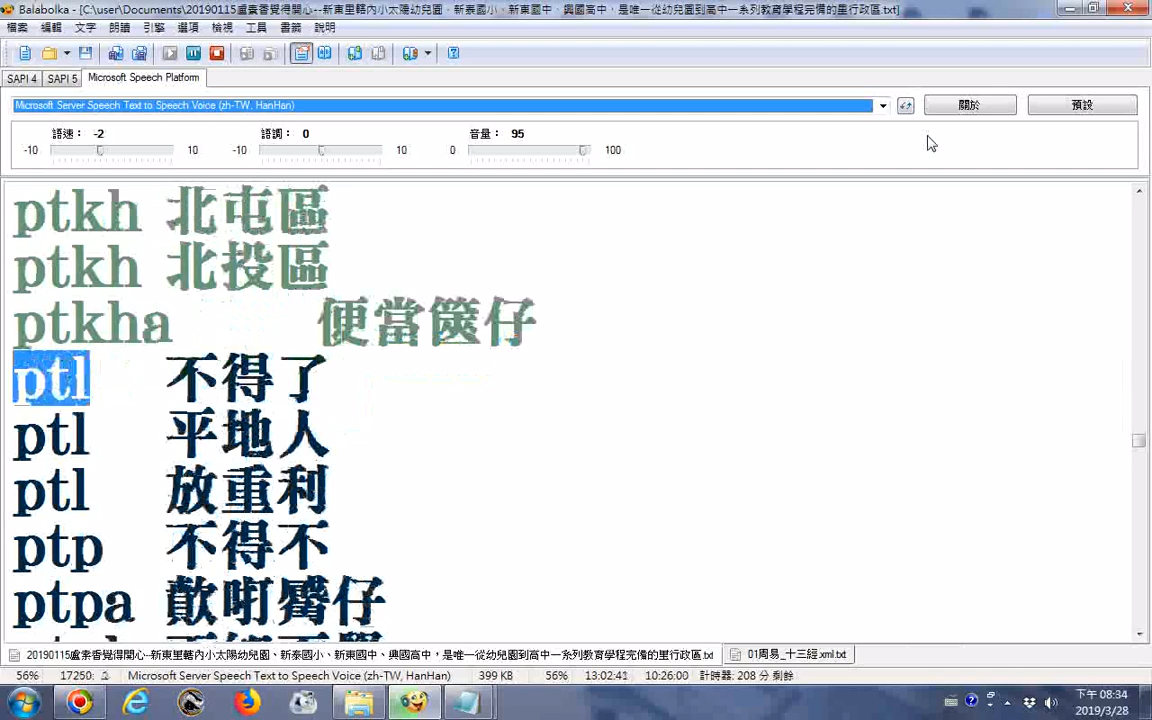 Balabolka - [C:\user\Documents\20190115盧素香覺得開心--新東里轄內小太陽幼兒園、新泰國小、新東國中、興國高中，是唯一從幼兒園到高中一系列教育學程完備的里行政區.txt]
檔案 編輯 文字 朗讀 引擎 選項 檢視 工具 書籤 說明
SAPI 4 SAPI 5 Microsoft Speech Platform
Microsoft Server Speech Text to Speech Voice (zh-TW, HanHan) 關於 預設
語速： -2 語調： 0 音量： 95
-10 10 -10 10 0 100
ptkh 北屯區
ptkh 北投區
ptkha 便當篋仔
ptl 不得了
ptl 平地人
ptl 放重利
ptp 不得不
ptpa 歕咑嚌仔
20190115盧素香覺得開心--新東里轄內小太陽幼兒園、新泰國小、新東國中、興國高中，是唯一從幼兒園到高中一系列教育學程完備的里行政區.txt 01周易_十三經.xml.txt
56% 17250: 2 Microsoft Server Speech Text to Speech Voice (zh-TW, HanHan) 399 KB 56% 13:02:41 10:26:00 計時器: 208 分 剩餘
下午 08:34
2019/3/28